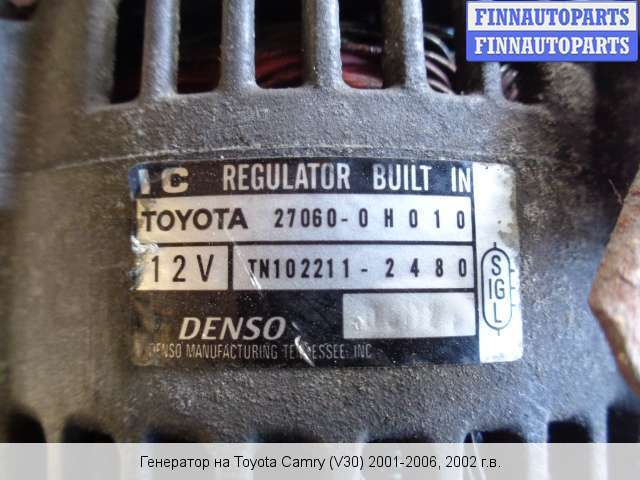 FINNAUTOPARTS
FINNAUTOPARTS
IC REGULATOR BUILT IN
TOYOTA 27060-0H010
12V TN102211-2480
S
IG
L
DENSO
DENSO MANUFACTURING TENNESSEE, INC
Генератор на Toyota Camry (V30) 2001-2006, 2002 г.в.